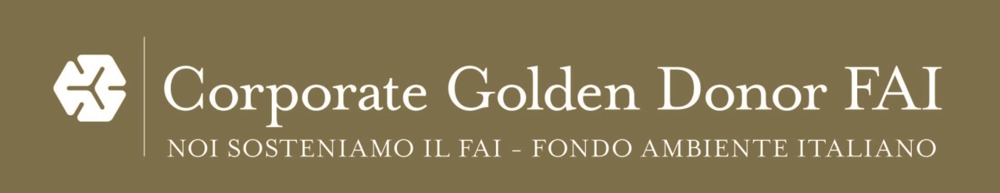 Corporate Golden Donor FAI
NOI SOSTENIAMO IL FAI – FONDO AMBIENTE ITALIANO